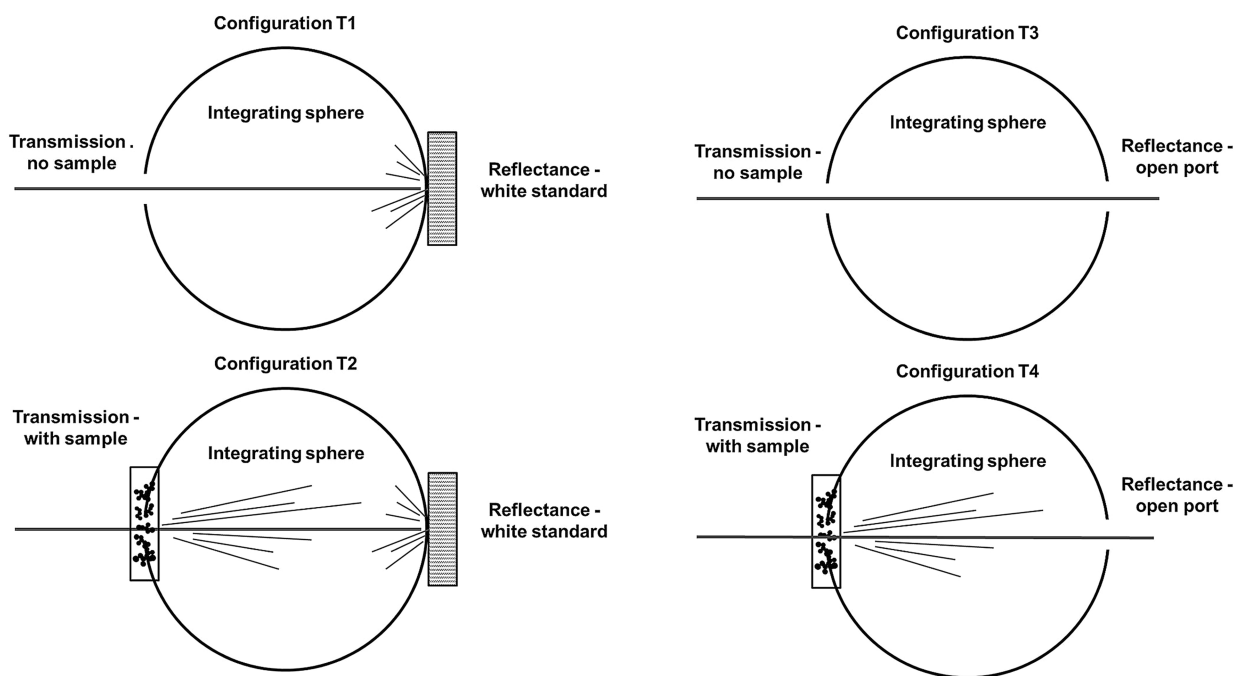 Configuration T1
Integrating sphere
Transmission .
no sample
Reflectance -
white standard
Configuration T3
Integrating sphere
Transmission -
no sample
Reflectance -
open port
Configuration T2
Transmission -
with sample
Integrating sphere
Reflectance -
white standard
Configuration T4
Transmission -
with sample
Integrating sphere
Reflectance -
open port